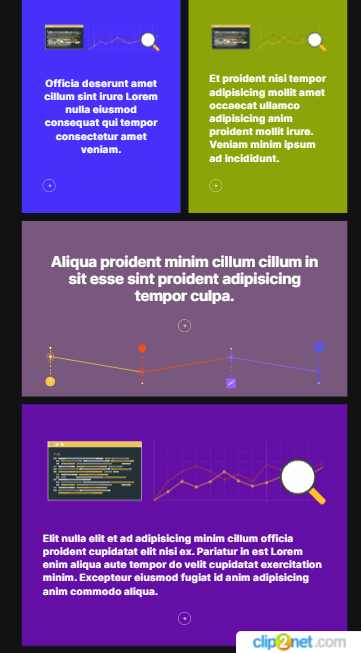 Officia deserunt amet
cillum sint irure Lorem
nulla eiusmod
consequat qui tempor
consectetur amet
veniam.
Et proident nisi tempor
adipisicing mollit amet
occaecat ullamco
adipisicing anim
proident mollit irure.
Veniam minim ipsum
ad incididunt.
Aliqua proident minim cillum cillum in
sit esse sint proident adipisicing
tempor culpa.
Elit nulla elit et ad adipisicing minim cillum officia
proident cupidatat elit nisi ex. Pariatur in est Lorem
enim aliqua aute tempor do velit cupidatat exercitation
minim. Excepteur eiusmod fugiat id anim adipisicing
anim commodo aliqua.
clip2net.com